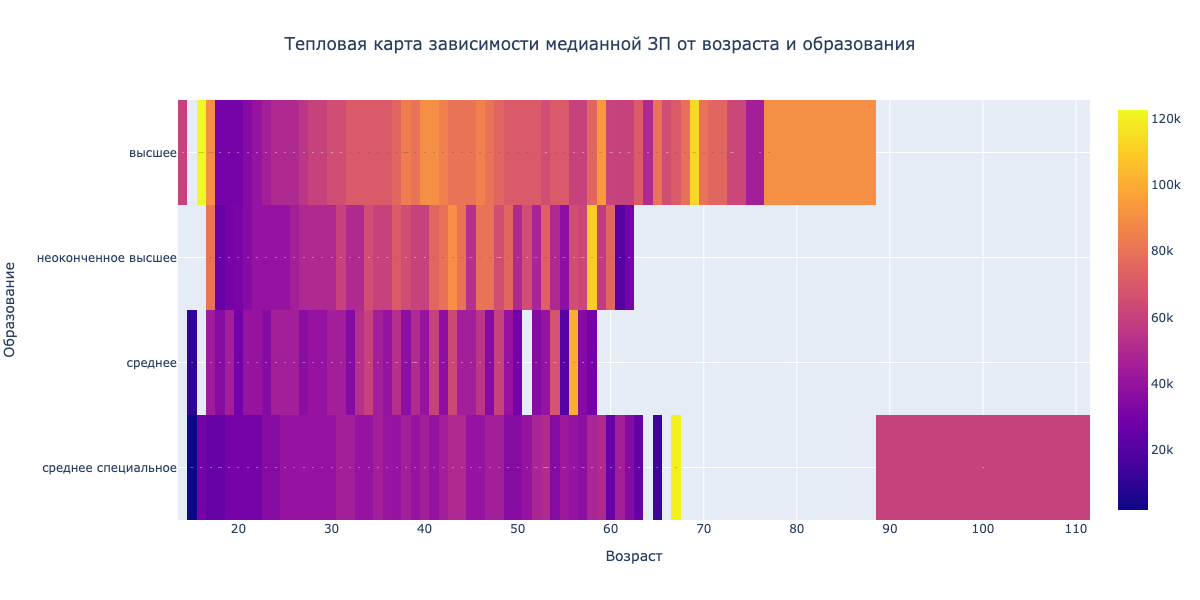 Тепловая карта зависимости медианной ЗП от возраста и образования
Образование
высшее
неоконченное высшее
среднее
среднее специальное
20 30 40 50 60 70 80 90 100 110
Возраст
120k
100k
80k
60k
40k
20k